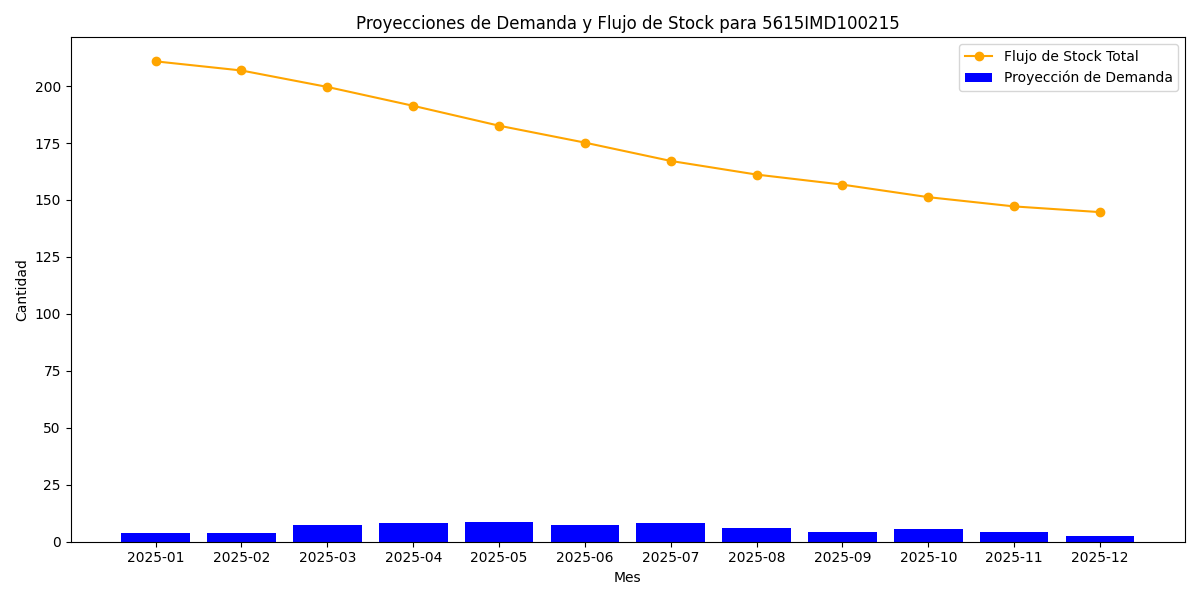 Proyecciones de Demanda y Flujo de Stock para 5615IMD100215
Flujo de Stock Total
Proyección de Demanda
Cantidad
200
175
150
125
100
75
50
25
0
2025-01 2025-02 2025-03 2025-04 2025-05 2025-06 2025-07 2025-08 2025-09 2025-10 2025-11 2025-12
Mes